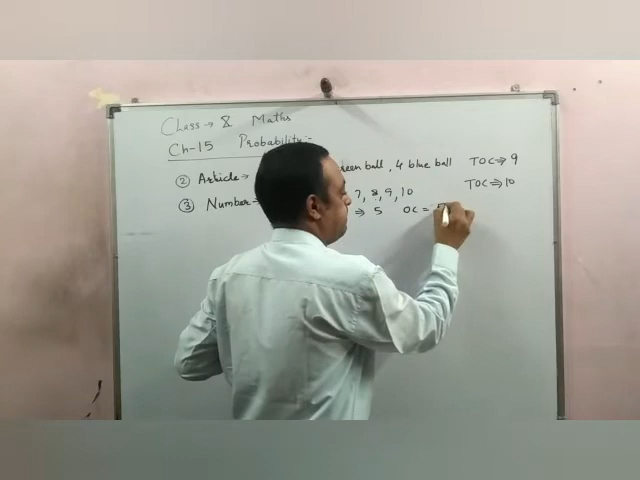 Class → 8 Maths
Ch-15 Probability :-
② Article → green ball, 4 blue ball TOC → 9
③ Number → 7, 8, 9, 10 TOC ⇒ 10
⇒ 5 OC =